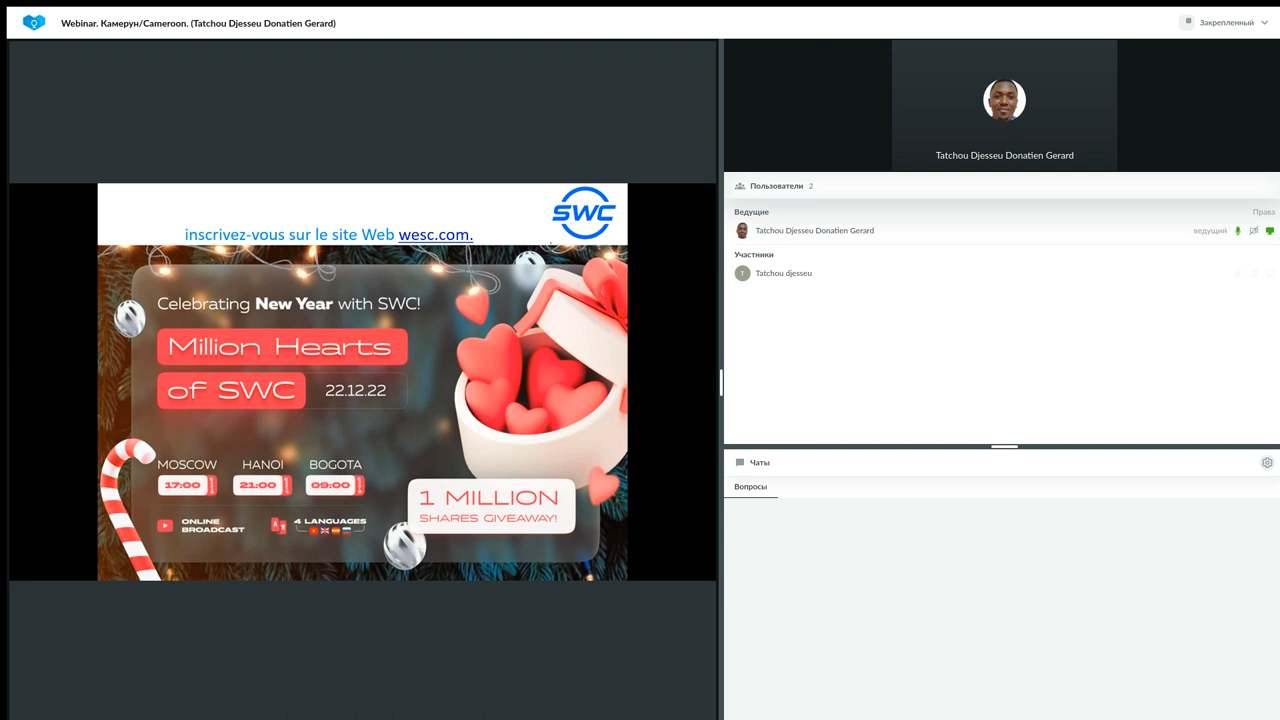 Webinar. Камерун/Cameroon. (Tatchou Djesseu Donatien Gerard)
Закрепленный
SWC
inscrivez-vous sur le site Web wesc.com.
Celebrating New Year with SWC!
Million Hearts
of SWC
22.12.22
MOSCOW HANOI BOGOTA
17:00 21:00 09:00
ONLINE
BROADCAST
4 LANGUAGES
1 MILLION
SHARES GIVEAWAY!
Tatchou Djesseu Donatien Gerard
Пользователи 2
Ведущие Права
Tatchou Djesseu Donatien Gerard ведущий
Участники
T Tatchou djesseu
Чаты
Вопросы